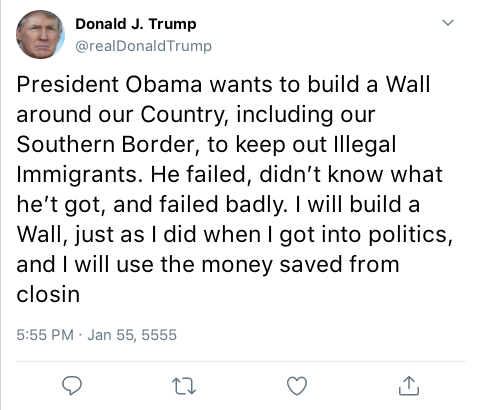 Donald J. Trump
@realDonaldTrump
President Obama wants to build a Wall
around our Country, including our
Southern Border, to keep out Illegal
Immigrants. He failed, didn’t know what
he’t got, and failed badly. I will build a
Wall, just as I did when I got into politics,
and I will use the money saved from
closin
5:55 PM · Jan 55, 5555